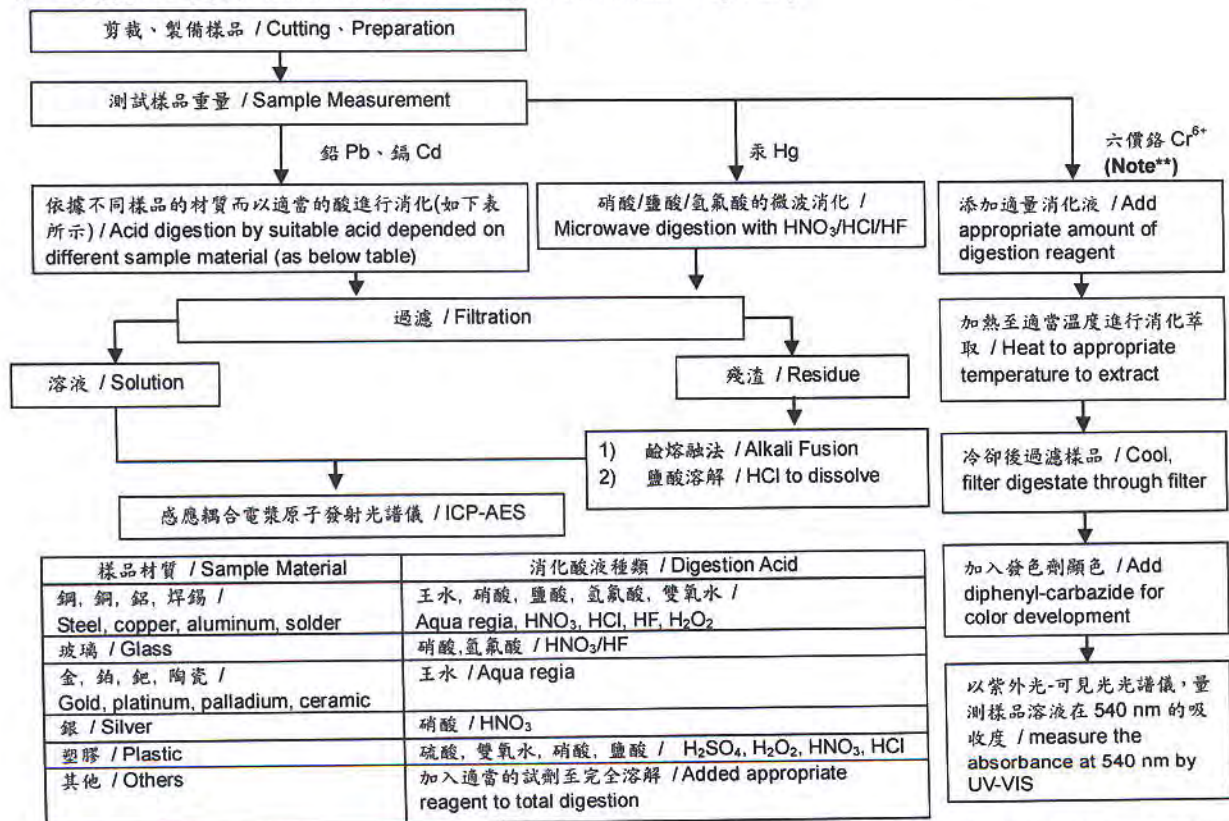 剪裁、製備樣品 / Cutting、Preparation
測試樣品重量 / Sample Measurement
鉛 Pb、鎘 Cd
汞 Hg
六價鉻 Cr⁶⁺
(Note**)
依據不同樣品的材質而以適當的酸進行消化(如下表
所示) / Acid digestion by suitable acid depended on
different sample material (as below table)
硝酸/鹽酸/氫氟酸的微波消化 /
Microwave digestion with HNO₃/HCl/HF
添加適量消化液 / Add
appropriate amount of
digestion reagent
過濾 / Filtration
加熱至適當溫度進行消化萃
取 / Heat to appropriate
temperature to extract
溶液 / Solution
殘渣 / Residue
1) 鹼熔融法 / Alkali Fusion
2) 鹽酸溶解 / HCl to dissolve
冷卻後過濾樣品 / Cool,
filter digestate through filter
感應耦合電漿原子發射光譜儀 / ICP-AES
加入發色劑顯色 / Add
diphenyl-carbazide for
color development
以紫外光-可見光光譜儀，量
測樣品溶液在 540 nm 的吸
收度 / measure the
absorbance at 540 nm by
UV-VIS
樣品材質 / Sample Material 消化酸液種類 / Digestion Acid
鋼, 銅, 鋁, 焊錫 / 王水, 硝酸, 鹽酸, 氫氟酸, 雙氧水 /
Steel, copper, aluminum, solder Aqua regia, HNO₃, HCl, HF, H₂O₂
玻璃 / Glass 硝酸,氫氟酸 / HNO₃/HF
金, 鉑, 鈀, 陶瓷 / 王水 / Aqua regia
Gold, platinum, palladium, ceramic
銀 / Silver 硝酸 / HNO₃
塑膠 / Plastic 硫酸, 雙氧水, 硝酸, 鹽酸 / H₂SO₄, H₂O₂, HNO₃, HCl
其他 / Others 加入適當的試劑至完全溶解 / Added appropriate
reagent to total digestion